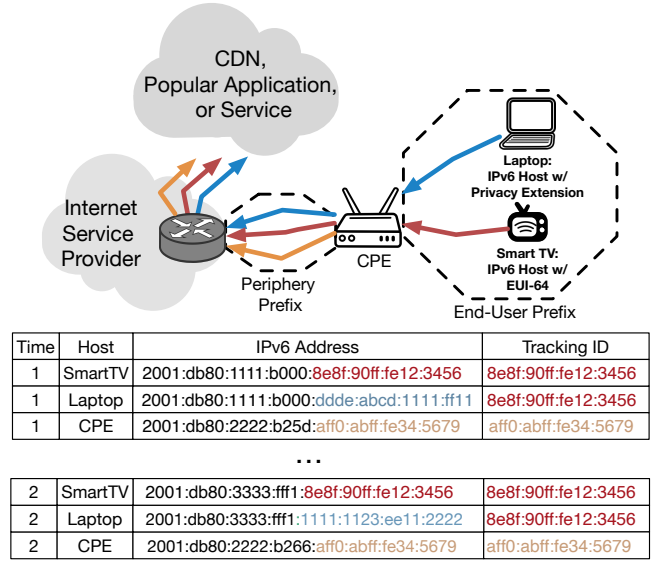 CDN,
Popular Application,
or Service
Internet
Service
Provider
Periphery
Prefix
CPE
Laptop:
IPv6 Host w/
Privacy Extension
Smart TV:
IPv6 Host w/
EUI-64
End-User Prefix
Time Host IPv6 Address Tracking ID
1 SmartTV 2001:db80:1111:b000:8e8f:90ff:fe12:3456 8e8f:90ff:fe12:3456
1 Laptop 2001:db80:1111:b000:ddde:abcd:1111:ff11 8e8f:90ff:fe12:3456
1 CPE 2001:db80:2222:b25d:aff0:abff:fe34:5679 aff0:abff:fe34:5679
...
2 SmartTV 2001:db80:3333:fff1:8e8f:90ff:fe12:3456 8e8f:90ff:fe12:3456
2 Laptop 2001:db80:3333:fff1:1111:1123:ee11:2222 8e8f:90ff:fe12:3456
2 CPE 2001:db80:2222:b266:aff0:abff:fe34:5679 aff0:abff:fe34:5679